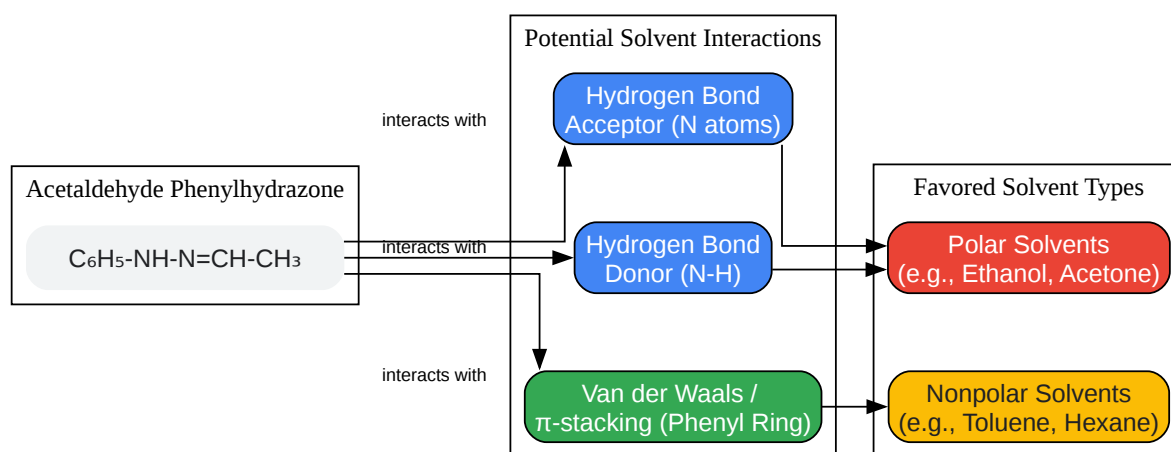 Potential Solvent Interactions
Hydrogen Bond
Acceptor (N atoms)
interacts with
Acetaldehyde Phenylhydrazone
C₆H₅-NH-N=CH-CH₃
interacts with
Hydrogen Bond
Donor (N-H)
Favored Solvent Types
Polar Solvents
(e.g., Ethanol, Acetone)
interacts with
Van der Waals /
π-stacking (Phenyl Ring)
Nonpolar Solvents
(e.g., Toluene, Hexane)